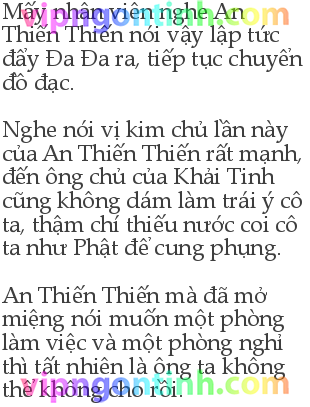 Mấy nhân viên nghe An
Thiến Thiến nói vậy lập tức
đẩy Đa Đa ra, tiếp tục chuyển
đồ đạc.
Nghe nói vị kim chủ lần này
của An Thiến Thiến rất mạnh,
đến ông chủ của Khải Tinh
cũng không dám làm trái ý cô
ta, thậm chí thiếu nước coi cô
ta như Phật để cung phụng.
An Thiến Thiến mà đã mở
miệng nói muốn một phòng
làm việc và một phòng nghỉ
thì tất nhiên là ông ta không
thể không cho rồi.
vipngontinh.com
vipngontinh.com